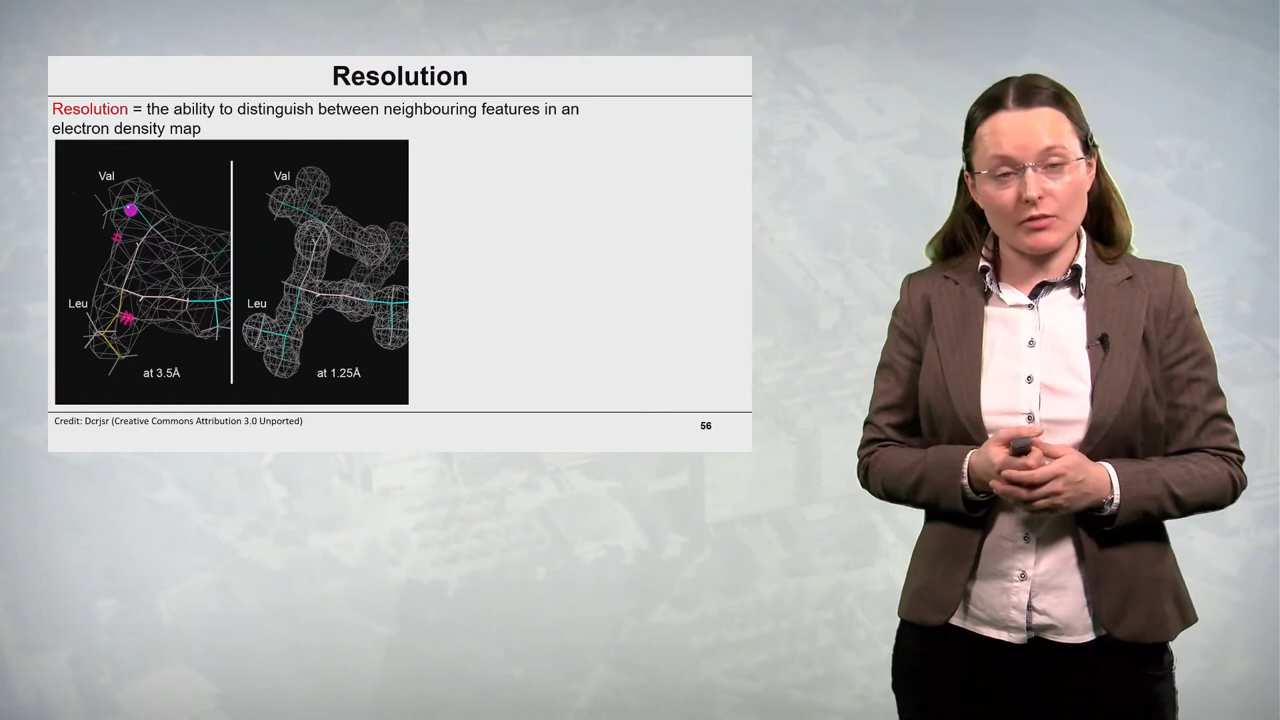 Resolution
Resolution = the ability to distinguish between neighbouring features in an
electron density map
Val
Val
Leu
Leu
at 3.5Å
at 1.25Å
Credit: Dcrjsr (Creative Commons Attribution 3.0 Unported)
56